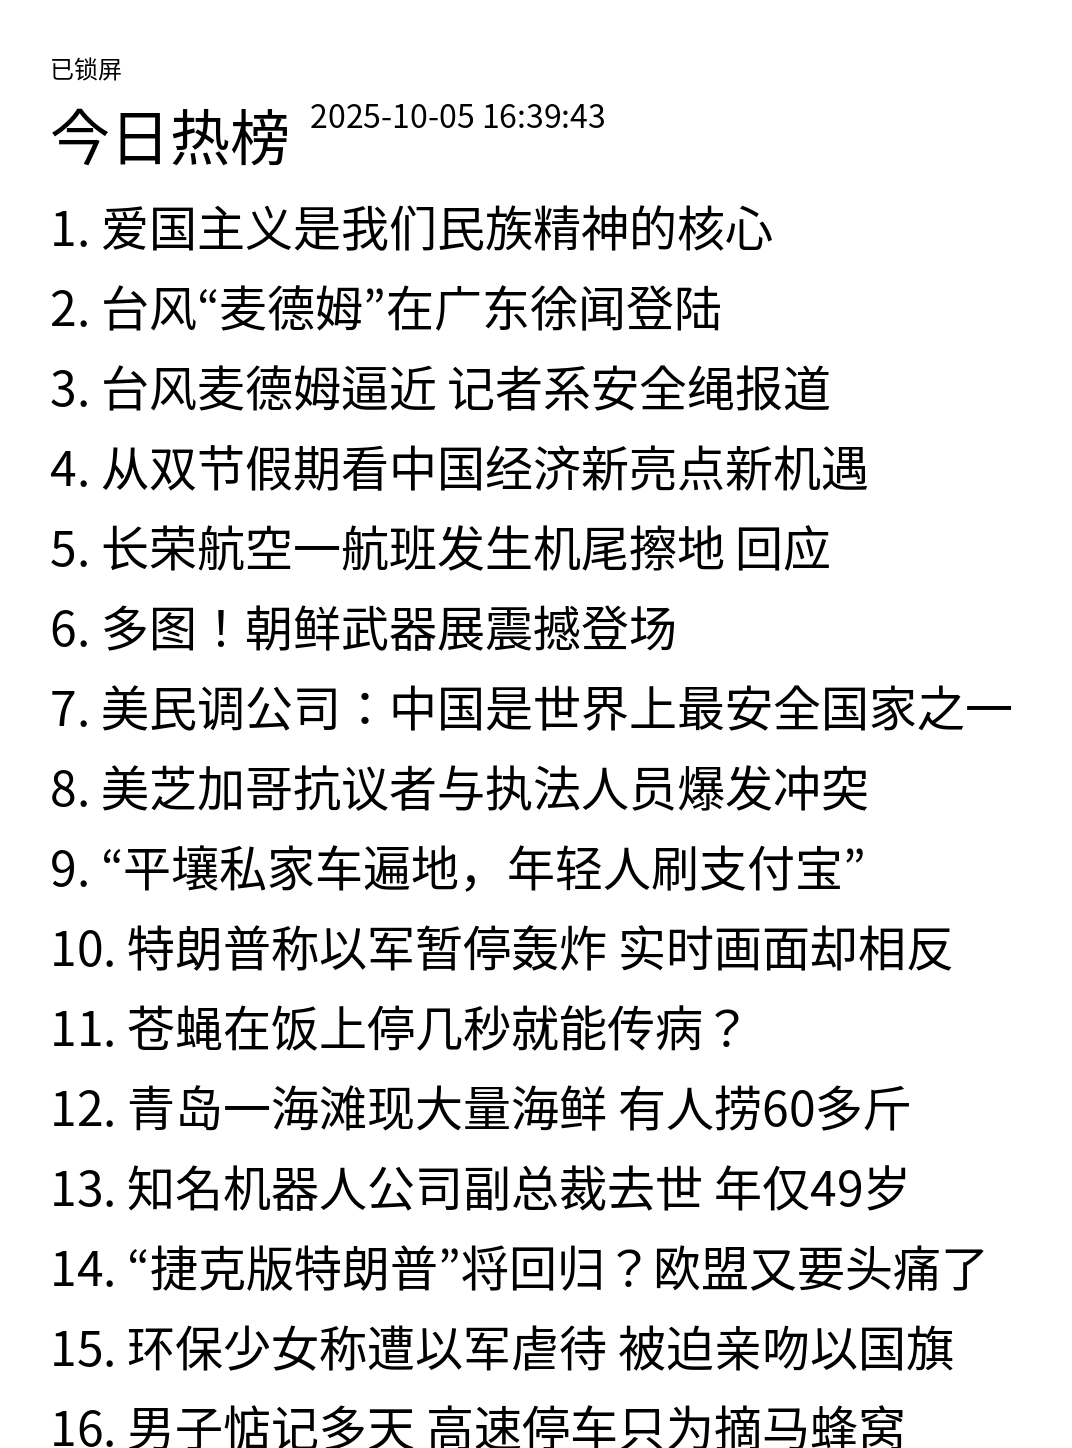 已锁屏
今日热榜 2025-10-05 16:39:43
1. 爱国主义是我们民族精神的核心
2. 台风“麦德姆”在广东徐闻登陆
3. 台风麦德姆逼近 记者系安全绳报道
4. 从双节假期看中国经济新亮点新机遇
5. 长荣航空一航班发生机尾擦地 回应
6. 多图！朝鲜武器展震撼登场
7. 美民调公司：中国是世界上最安全国家之一
8. 美芝加哥抗议者与执法人员爆发冲突
9. “平壤私家车遍地，年轻人刷支付宝”
10. 特朗普称以军暂停轰炸 实时画面却相反
11. 苍蝇在饭上停几秒就能传病？
12. 青岛一海滩现大量海鲜 有人捞60多斤
13. 知名机器人公司副总裁去世 年仅49岁
14. “捷克版特朗普”将回归？欧盟又要头痛了
15. 环保少女称遭以军虐待 被迫亲吻以国旗
16. 男子惦记多天 高速停车只为摘马蜂窝